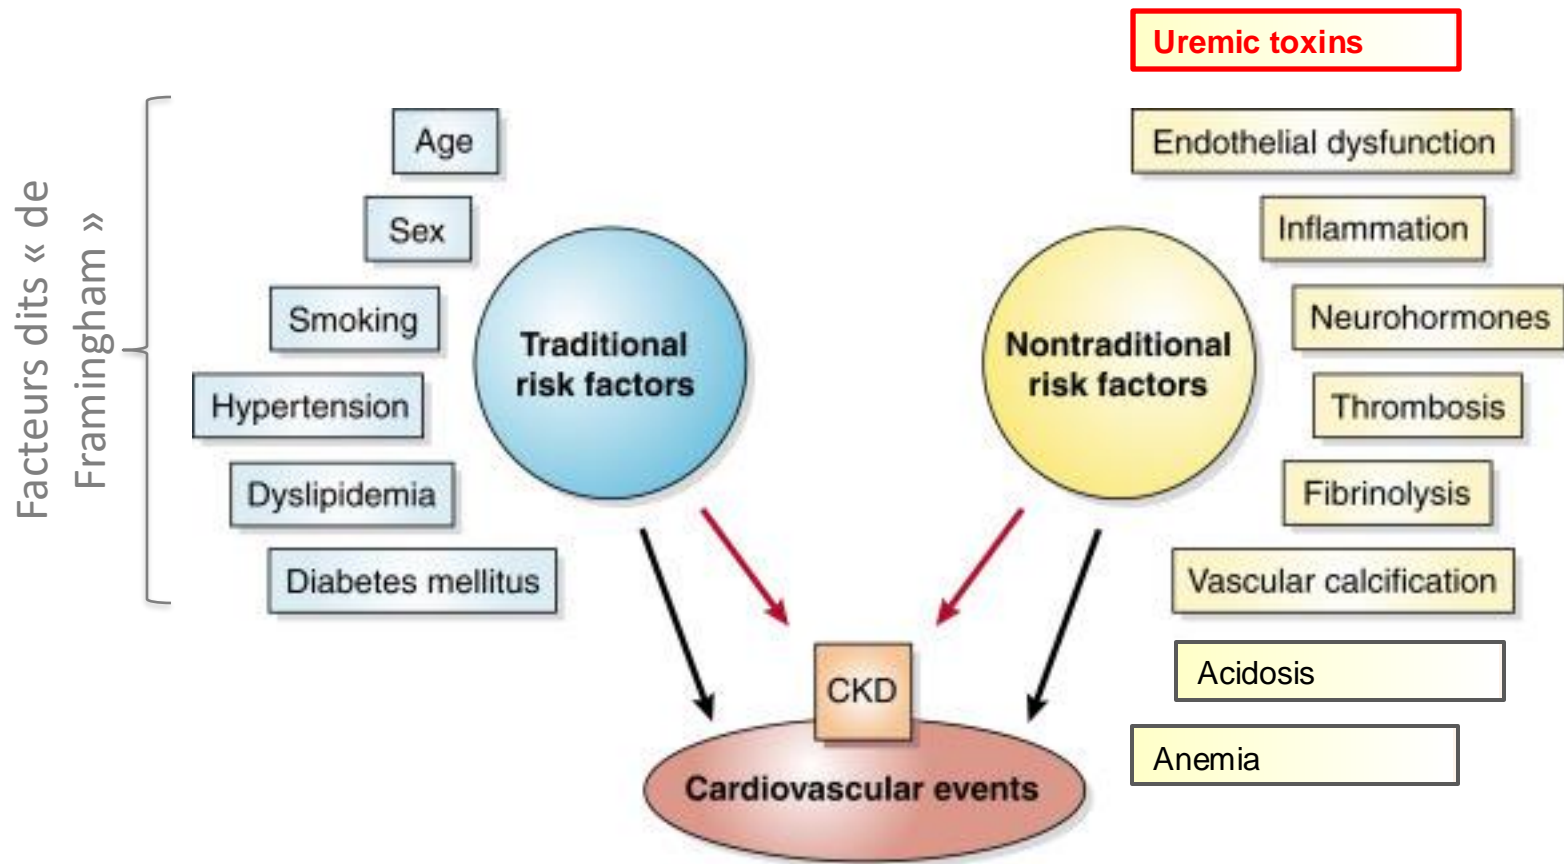 Facteurs dits « de
Framingham »
Age
Sex
Smoking
Hypertension
Dyslipidemia
Diabetes mellitus
Traditional
risk factors
Nontraditional
risk factors
Uremic toxins
Endothelial dysfunction
Inflammation
Neurohormones
Thrombosis
Fibrinolysis
Vascular calcification
Acidosis
Anemia
CKD
Cardiovascular events